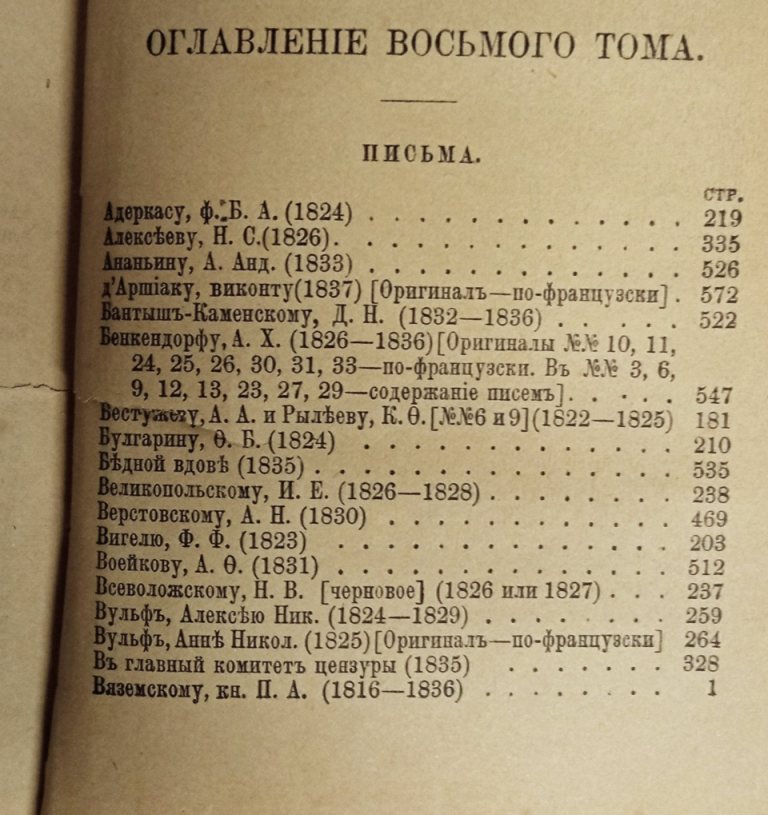 ОГЛАВЛЕНІЕ ВОСЬМОГО ТОМА.
ПИСЬМА.
СТР.
Адеркасу, ф. Б. А. (1824) . . . . . . . . . . . . . 219
Алексѣеву, Н. С.(1826). . . . . . . . . . . . . . 335
Ананьину, А. Анд. (1833) . . . . . . . . . . . . . 526
д'Аршіаку, виконту(1837) [Оригиналъ—по-французски]. 572
Бантышъ-Каменскому, Д. Н. (1832—1836) . . . . . 522
Бенкендорфу, А. Х. (1826—1836)[Оригиналы №№ 10, 11,
24, 25, 26, 30, 31, 33—по-французски. Въ №№ 3, 6,
9, 12, 13, 23, 27, 29—содержаніе писемъ]. . . . . 547
Бестужеву, А. А. и Рылѣеву, К. Ѳ. [№№6 и 9](1822—1825) 181
Булгарину, Ѳ. Б. (1824) . . . . . . . . . . . . . 210
Бѣдной вдовѣ (1835) . . . . . . . . . . . . . . . 535
Великопольскому, И. Е. (1826—1828) . . . . . . . . 238
Верстовскому, А. Н. (1830) . . . . . . . . . . . . 469
Вигелю, Ф. Ф. (1823) . . . . . . . . . . . . . . 203
Воейкову, А. Ѳ. (1831) . . . . . . . . . . . . . . 512
Всеволожскому, Н. В. [черновое] (1826 или 1827) . . . 237
Вульфъ, Алексѣю Ник. (1824—1829) . . . . . . . . 259
Вульфъ, Аннѣ Никол. (1825) [Оригиналъ—по-французски] 264
Въ главный комитетъ цензуры (1835) . . . . . . . 328
Вяземскому, кн. П. А. (1816—1836) . . . . . . . . 1